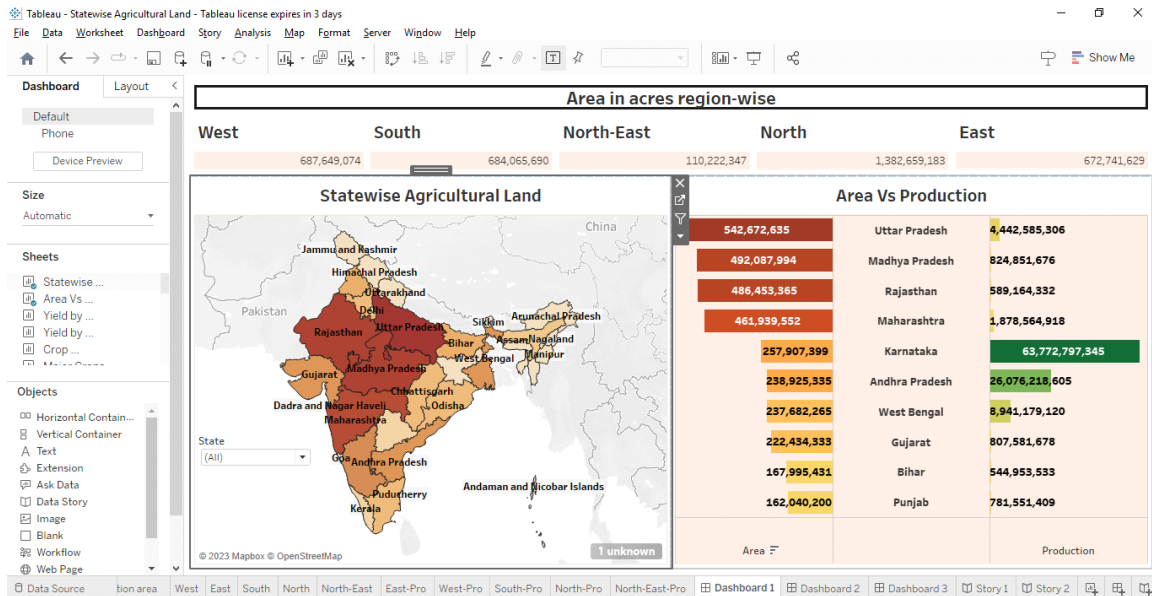 Tableau - Statewise Agricultural Land - Tableau license expires in 3 days
File Data Worksheet Dashboard Story Analysis Map Format Server Window Help
Show Me
Dashboard Layout
Default
Phone
Device Preview
Size
Automatic
Sheets
Statewise ...
Area Vs ...
Yield by ...
Yield by ...
Crop ...
Major Crops
Objects
Horizontal Contain...
Vertical Container
Text
Extension
Ask Data
Data Story
Image
Blank
Workflow
Web Page
Area in acres region-wise
West South North-East North East
687,649,074 684,065,690 110,222,347 1,382,659,183 672,741,629
Statewise Agricultural Land
China
Jammu and Kashmir
Himachal Pradesh
Uttarakhand
Pakistan
Delhi
Arunachal Pradesh
Sikkim
Rajasthan
Uttar Pradesh
Bihar
Assam
Nagaland
West Bengal
Manipur
Gujarat
Madhya Pradesh
Chhattisgarh
Dadra and Nagar Haveli
Odisha
Maharashtra
State
(All)
Goa
Andhra Pradesh
Andaman and Nicobar Islands
Puducherry
Kerala
© 2023 Mapbox © OpenStreetMap
1 unknown
Area Vs Production
542,672,635 Uttar Pradesh 4,442,585,306
492,087,994 Madhya Pradesh 824,851,676
486,453,365 Rajasthan 589,164,332
461,939,552 Maharashtra 1,878,564,918
257,907,399 Karnataka 63,772,797,345
238,925,335 Andhra Pradesh 26,076,218,605
237,682,265 West Bengal 8,941,179,120
222,434,333 Gujarat 807,581,678
167,995,431 Bihar 544,953,533
162,040,200 Punjab 781,551,409
Area Production
Data Source tion area West East South North North-East East-Pro West-Pro South-Pro North-Pro North-East-Pro Dashboard 1 Dashboard 2 Dashboard 3 Story 1 Story 2